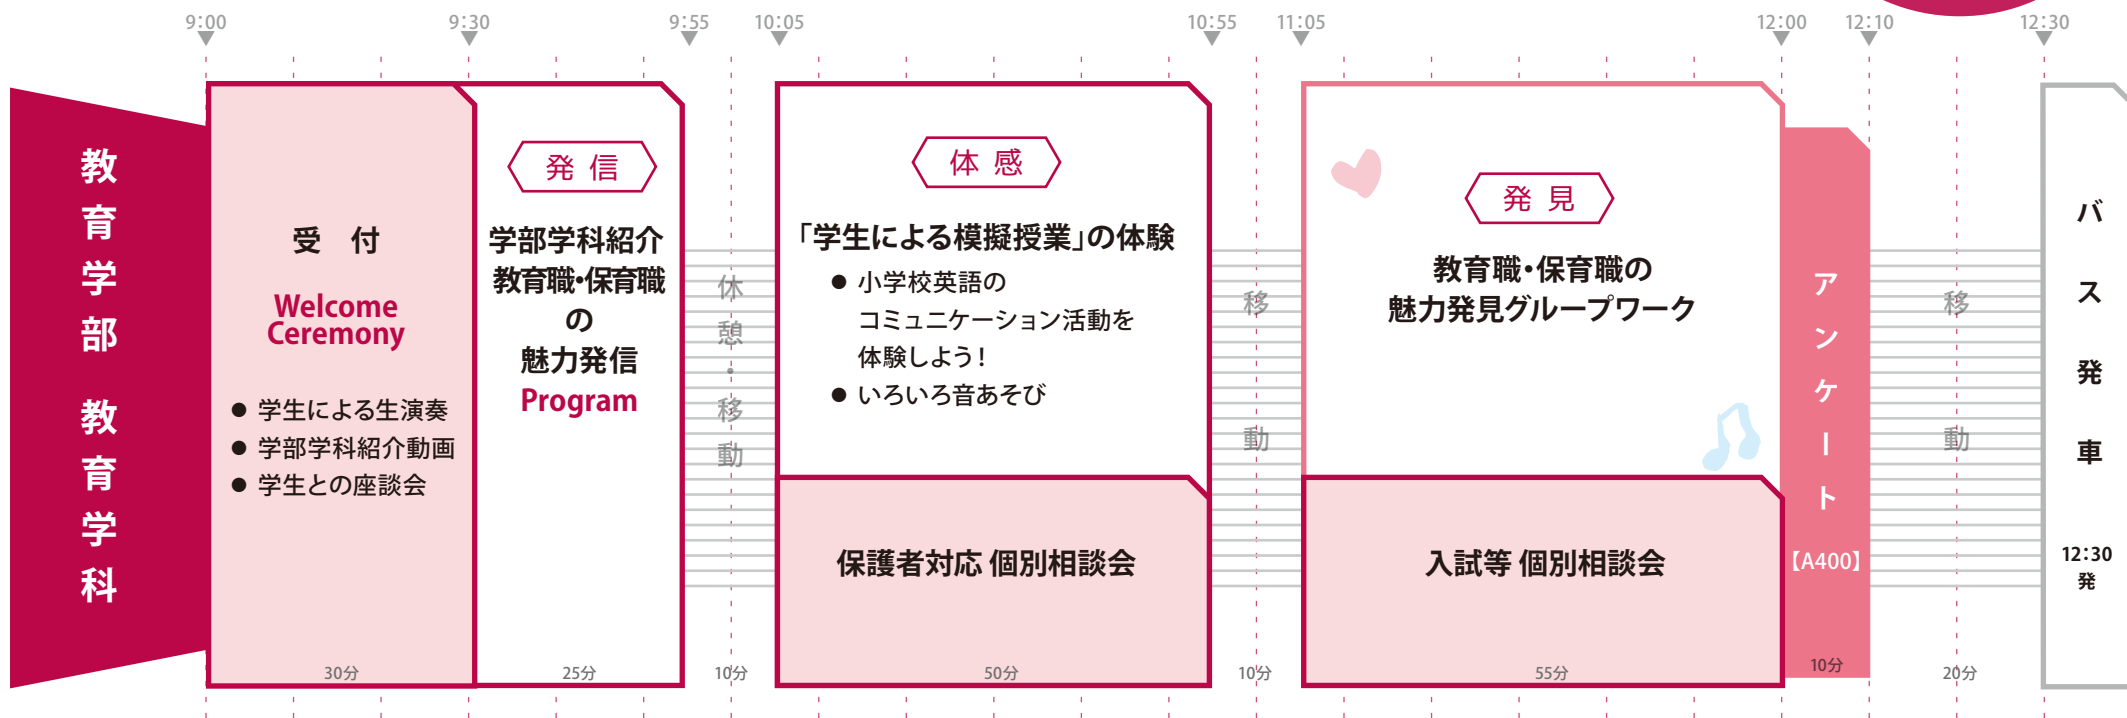 9:00
9:30
9:55
10:05
10:55
11:05
12:00
12:10
12:30
教育学部 教育学科
受 付
Welcome
Ceremony
● 学生による生演奏
● 学部学科紹介動画
● 学生との座談会
30分
発 信
学部学科紹介
教育職・保育職
の
魅力発信
Program
25分
休憩・移動
10分
体 感
「学生による模擬授業」の体験
● 小学校英語の
コミュニケーション活動を
体験しよう！
● いろいろ音あそび
保護者対応 個別相談会
50分
移動
10分
発 見
教育職・保育職の
魅力発見グループワーク
入試等 個別相談会
55分
アンケート
【A400】
10分
移動
20分
バス発車
12:30
発